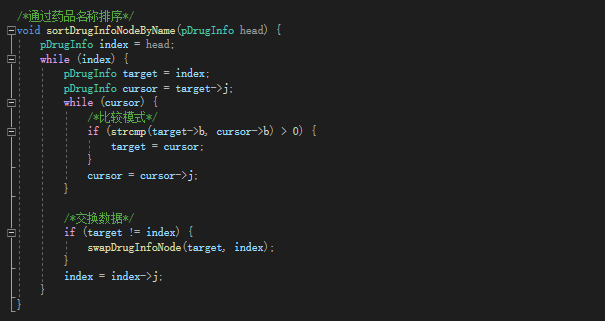 /*通过药品名称排序*/
void sortDrugInfoNodeByName(pDrugInfo head) {
    pDrugInfo index = head;
    while (index) {
        pDrugInfo target = index;
        pDrugInfo cursor = target->j;
        while (cursor) {
            /*比较模式*/
            if (strcmp(target->b, cursor->b) > 0) {
                target = cursor;
            }
            cursor = cursor->j;
        }

        /*交换数据*/
        if (target != index) {
            swapDrugInfoNode(target, index);
        }
        index = index->j;
    }
}